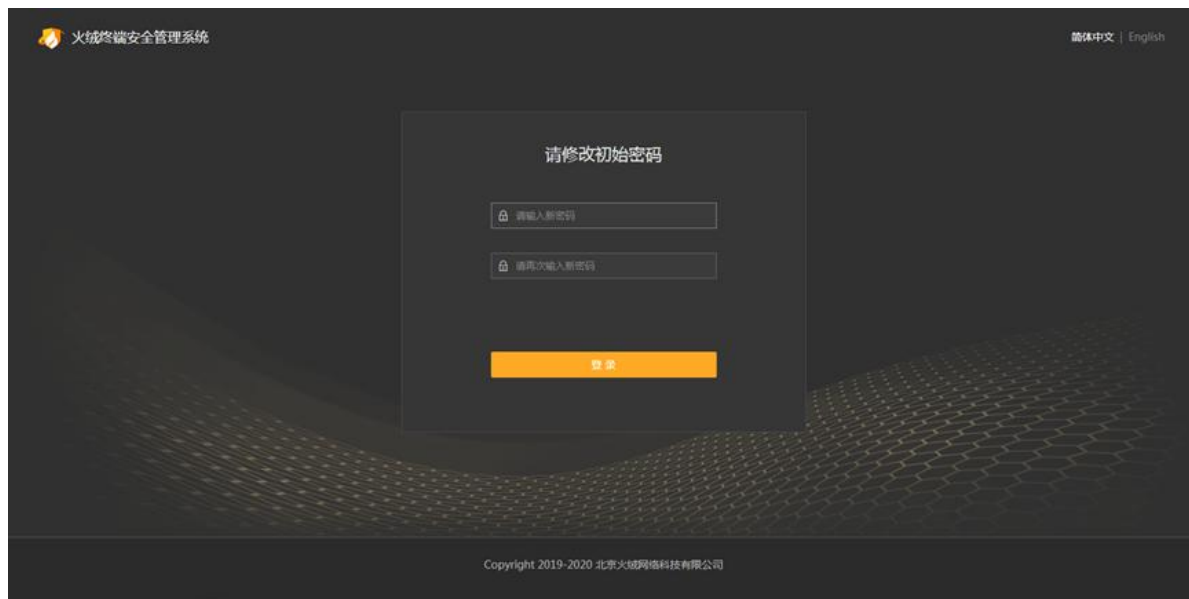 火绒终端安全管理系统
简体中文 | English
请修改初始密码
请输入新密码
请再次输入新密码
登录
Copyright 2019-2020 北京火绒网络科技有限公司